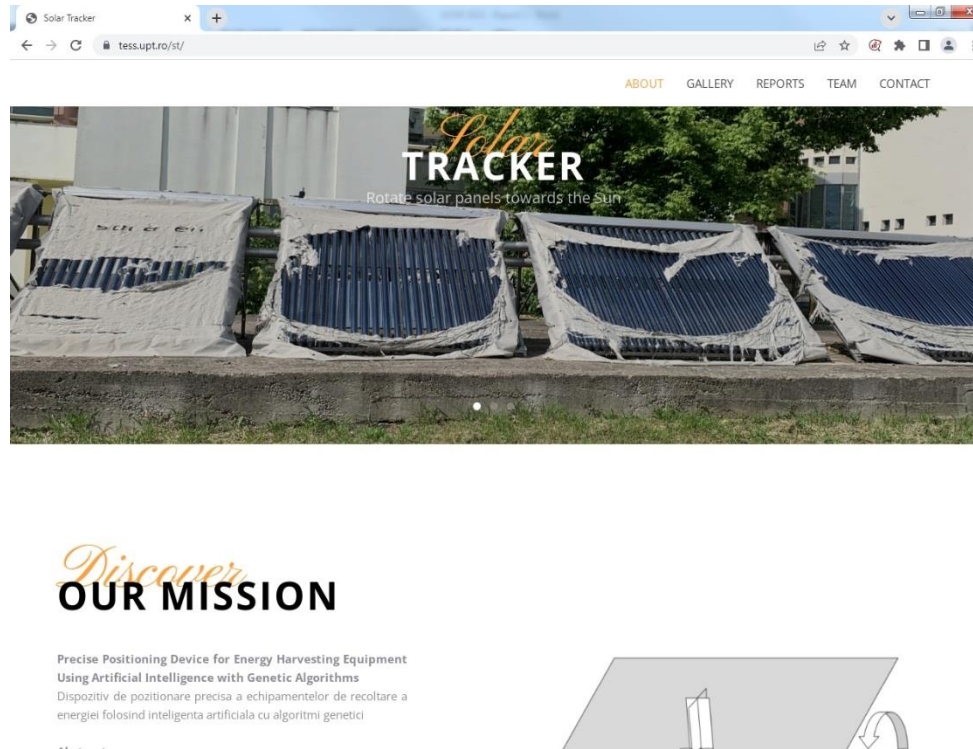 Solar Tracker
tess.upt.ro/st/
ABOUT GALLERY REPORTS TEAM CONTACT
Solar
TRACKER
Rotate solar panels towards the Sun
Discover
OUR MISSION
Precise Positioning Device for Energy Harvesting Equipment
Using Artificial Intelligence with Genetic Algorithms
Dispozitiv de pozitionare precisa a echipamentelor de recoltare a
energiei folosind inteligenta artificiala cu algoritmi genetici